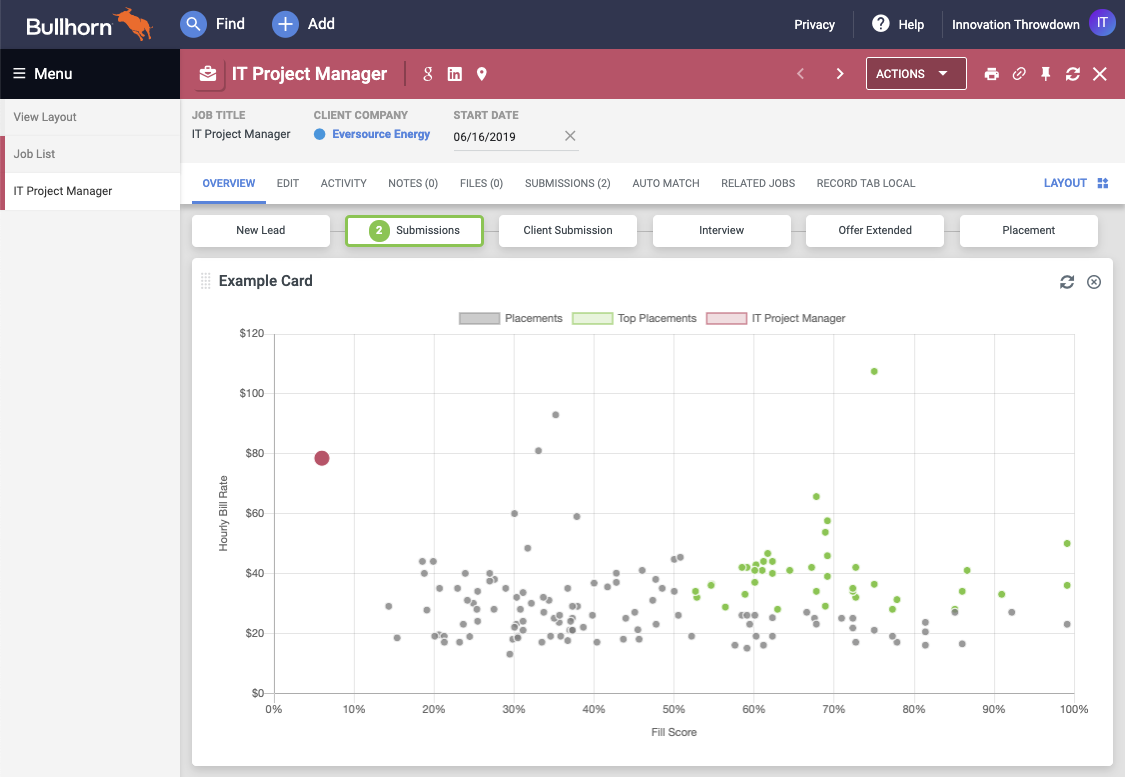 Bullhorn Find Add Privacy Help Innovation Throwdown IT
Menu IT Project Manager ACTIONS
View Layout
Job List
IT Project Manager
JOB TITLE CLIENT COMPANY START DATE
IT Project Manager Eversource Energy 06/16/2019
OVERVIEW EDIT ACTIVITY NOTES (0) FILES (0) SUBMISSIONS (2) AUTO MATCH RELATED JOBS RECORD TAB LOCAL LAYOUT
New Lead 2 Submissions Client Submission Interview Offer Extended Placement
Example Card
Placements Top Placements IT Project Manager
$120
$100
$80
$60
$40
$20
$0
Hourly Bill Rate
0% 10% 20% 30% 40% 50% 60% 70% 80% 90% 100%
Fill Score